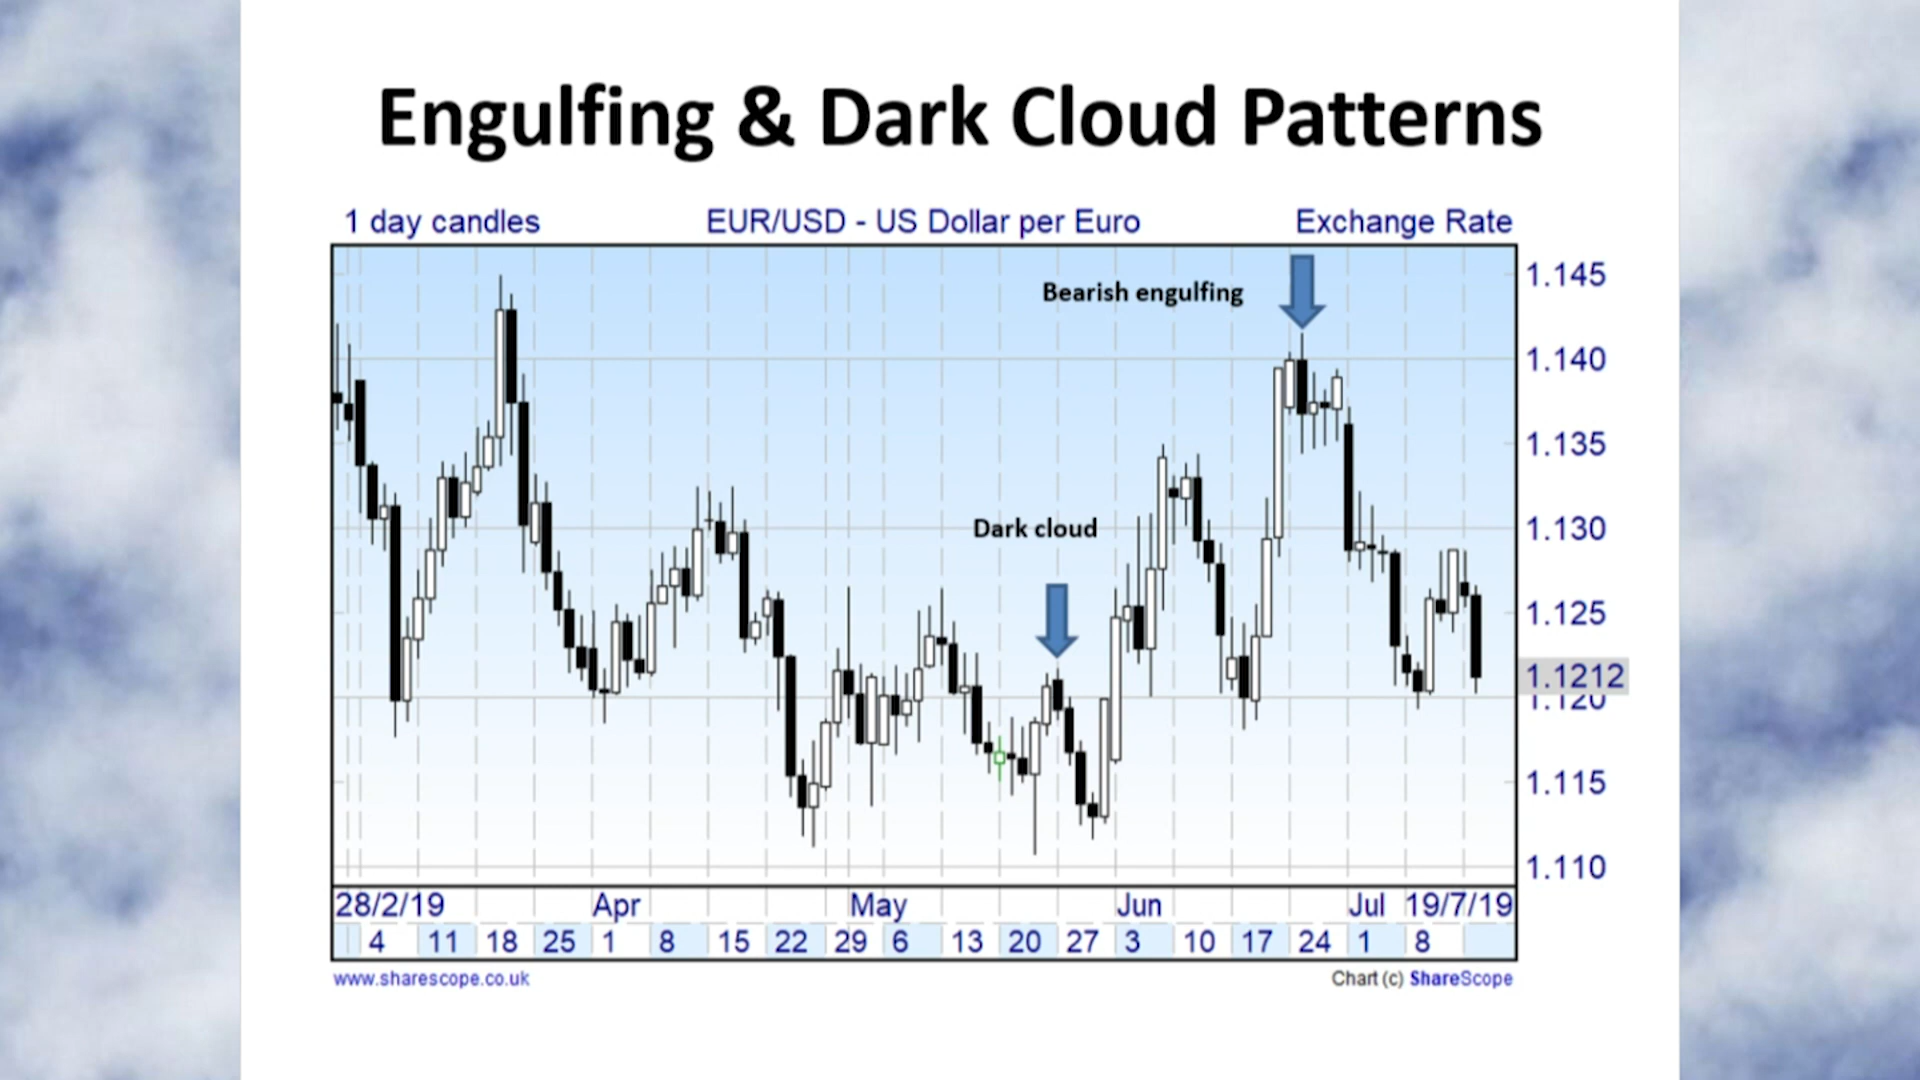 Engulfing & Dark Cloud Patterns
1 day candles EUR/USD - US Dollar per Euro Exchange Rate
1.145
Bearish engulfing
1.140
1.135
1.130
Dark cloud
1.125
1.1212
1.120
1.115
1.110
28/2/19 Apr May Jun Jul 19/7/19
4 11 18 25 1 8 15 22 29 6 13 20 27 3 10 17 24 1 8
www.sharescope.co.uk Chart (c) ShareScope